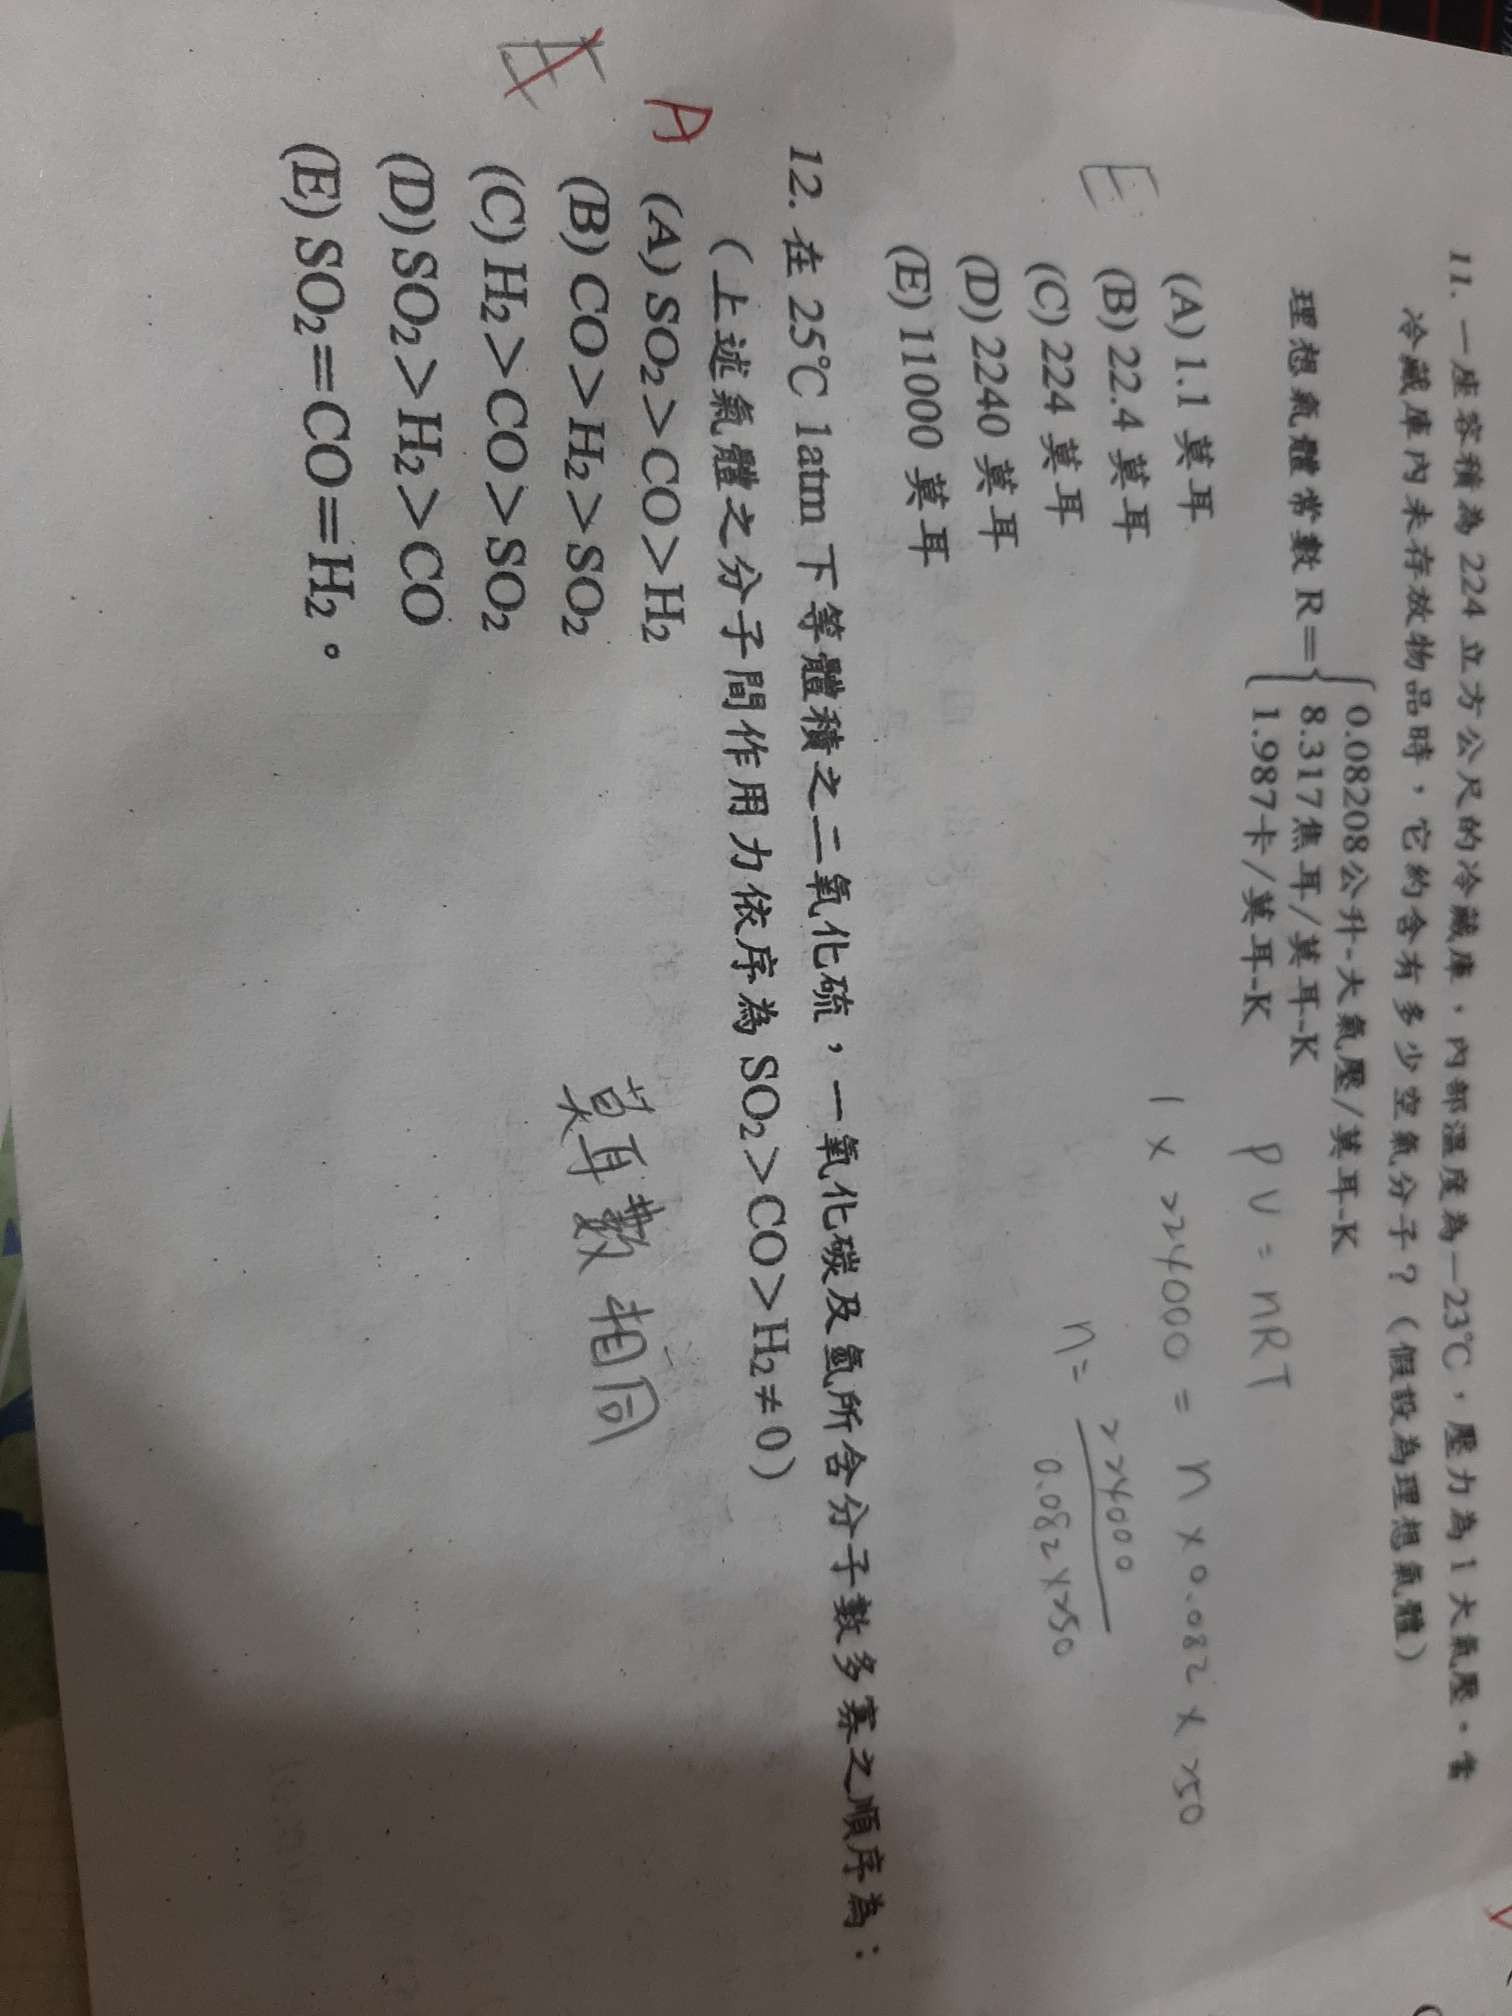 11. 一座容積為 224 立方公尺的冷藏庫，內部溫度為－23℃，壓力為 1 大氣壓。當
冷藏庫內未存放物品時，它約含有多少空氣分子？（假設為理想氣體）
理想氣體常數 R＝{0.08208公升-大氣壓/莫耳-K
8.317焦耳/莫耳-K
1.987卡/莫耳-K
PV = nRT
1 × 224000 = n × 0.082 × 250
n = 224000
0.082×250
E
(A) 1.1 莫耳
(B) 22.4 莫耳
(C) 224 莫耳
(D) 2240 莫耳
(E) 11000 莫耳
12. 在 25℃ 1atm 下等體積之二氧化硫，一氧化碳及氫所含分子數多寡之順序為：
（上述氣體之分子間作用力依序為 SO₂＞CO＞H₂≠0）
A
E
(A) SO₂＞CO＞H₂
(B) CO＞H₂＞SO₂
(C) H₂＞CO＞SO₂
(D) SO₂＞H₂＞CO
(E) SO₂＝CO＝H₂。
莫耳數相同